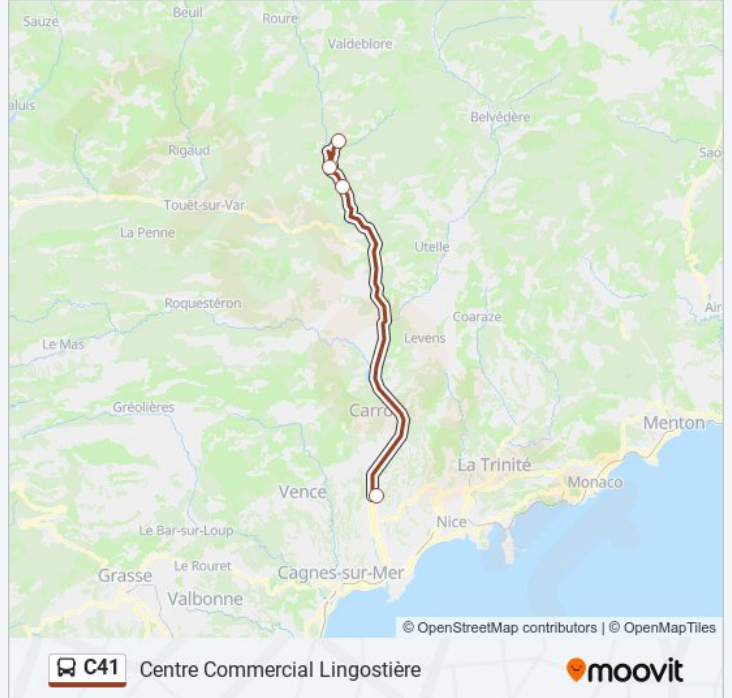 Sauze
Beuil
Roure
Valdeblore
aluis
Belvédère
Rigaud
Sao
Touët-sur-Var
La Penne
Utelle
Roquestéron
Air
Coaraze
Le Mas
Levens
Gréolières
Carro
Menton
La Trinité
Monaco
Vence
Nice
Le Bar-sur-Loup
Le Rouret
Cagnes-sur-Mer
Grasse
Valbonne
© OpenStreetMap contributors | © OpenMapTiles
C41 Centre Commercial Lingostière
moovit